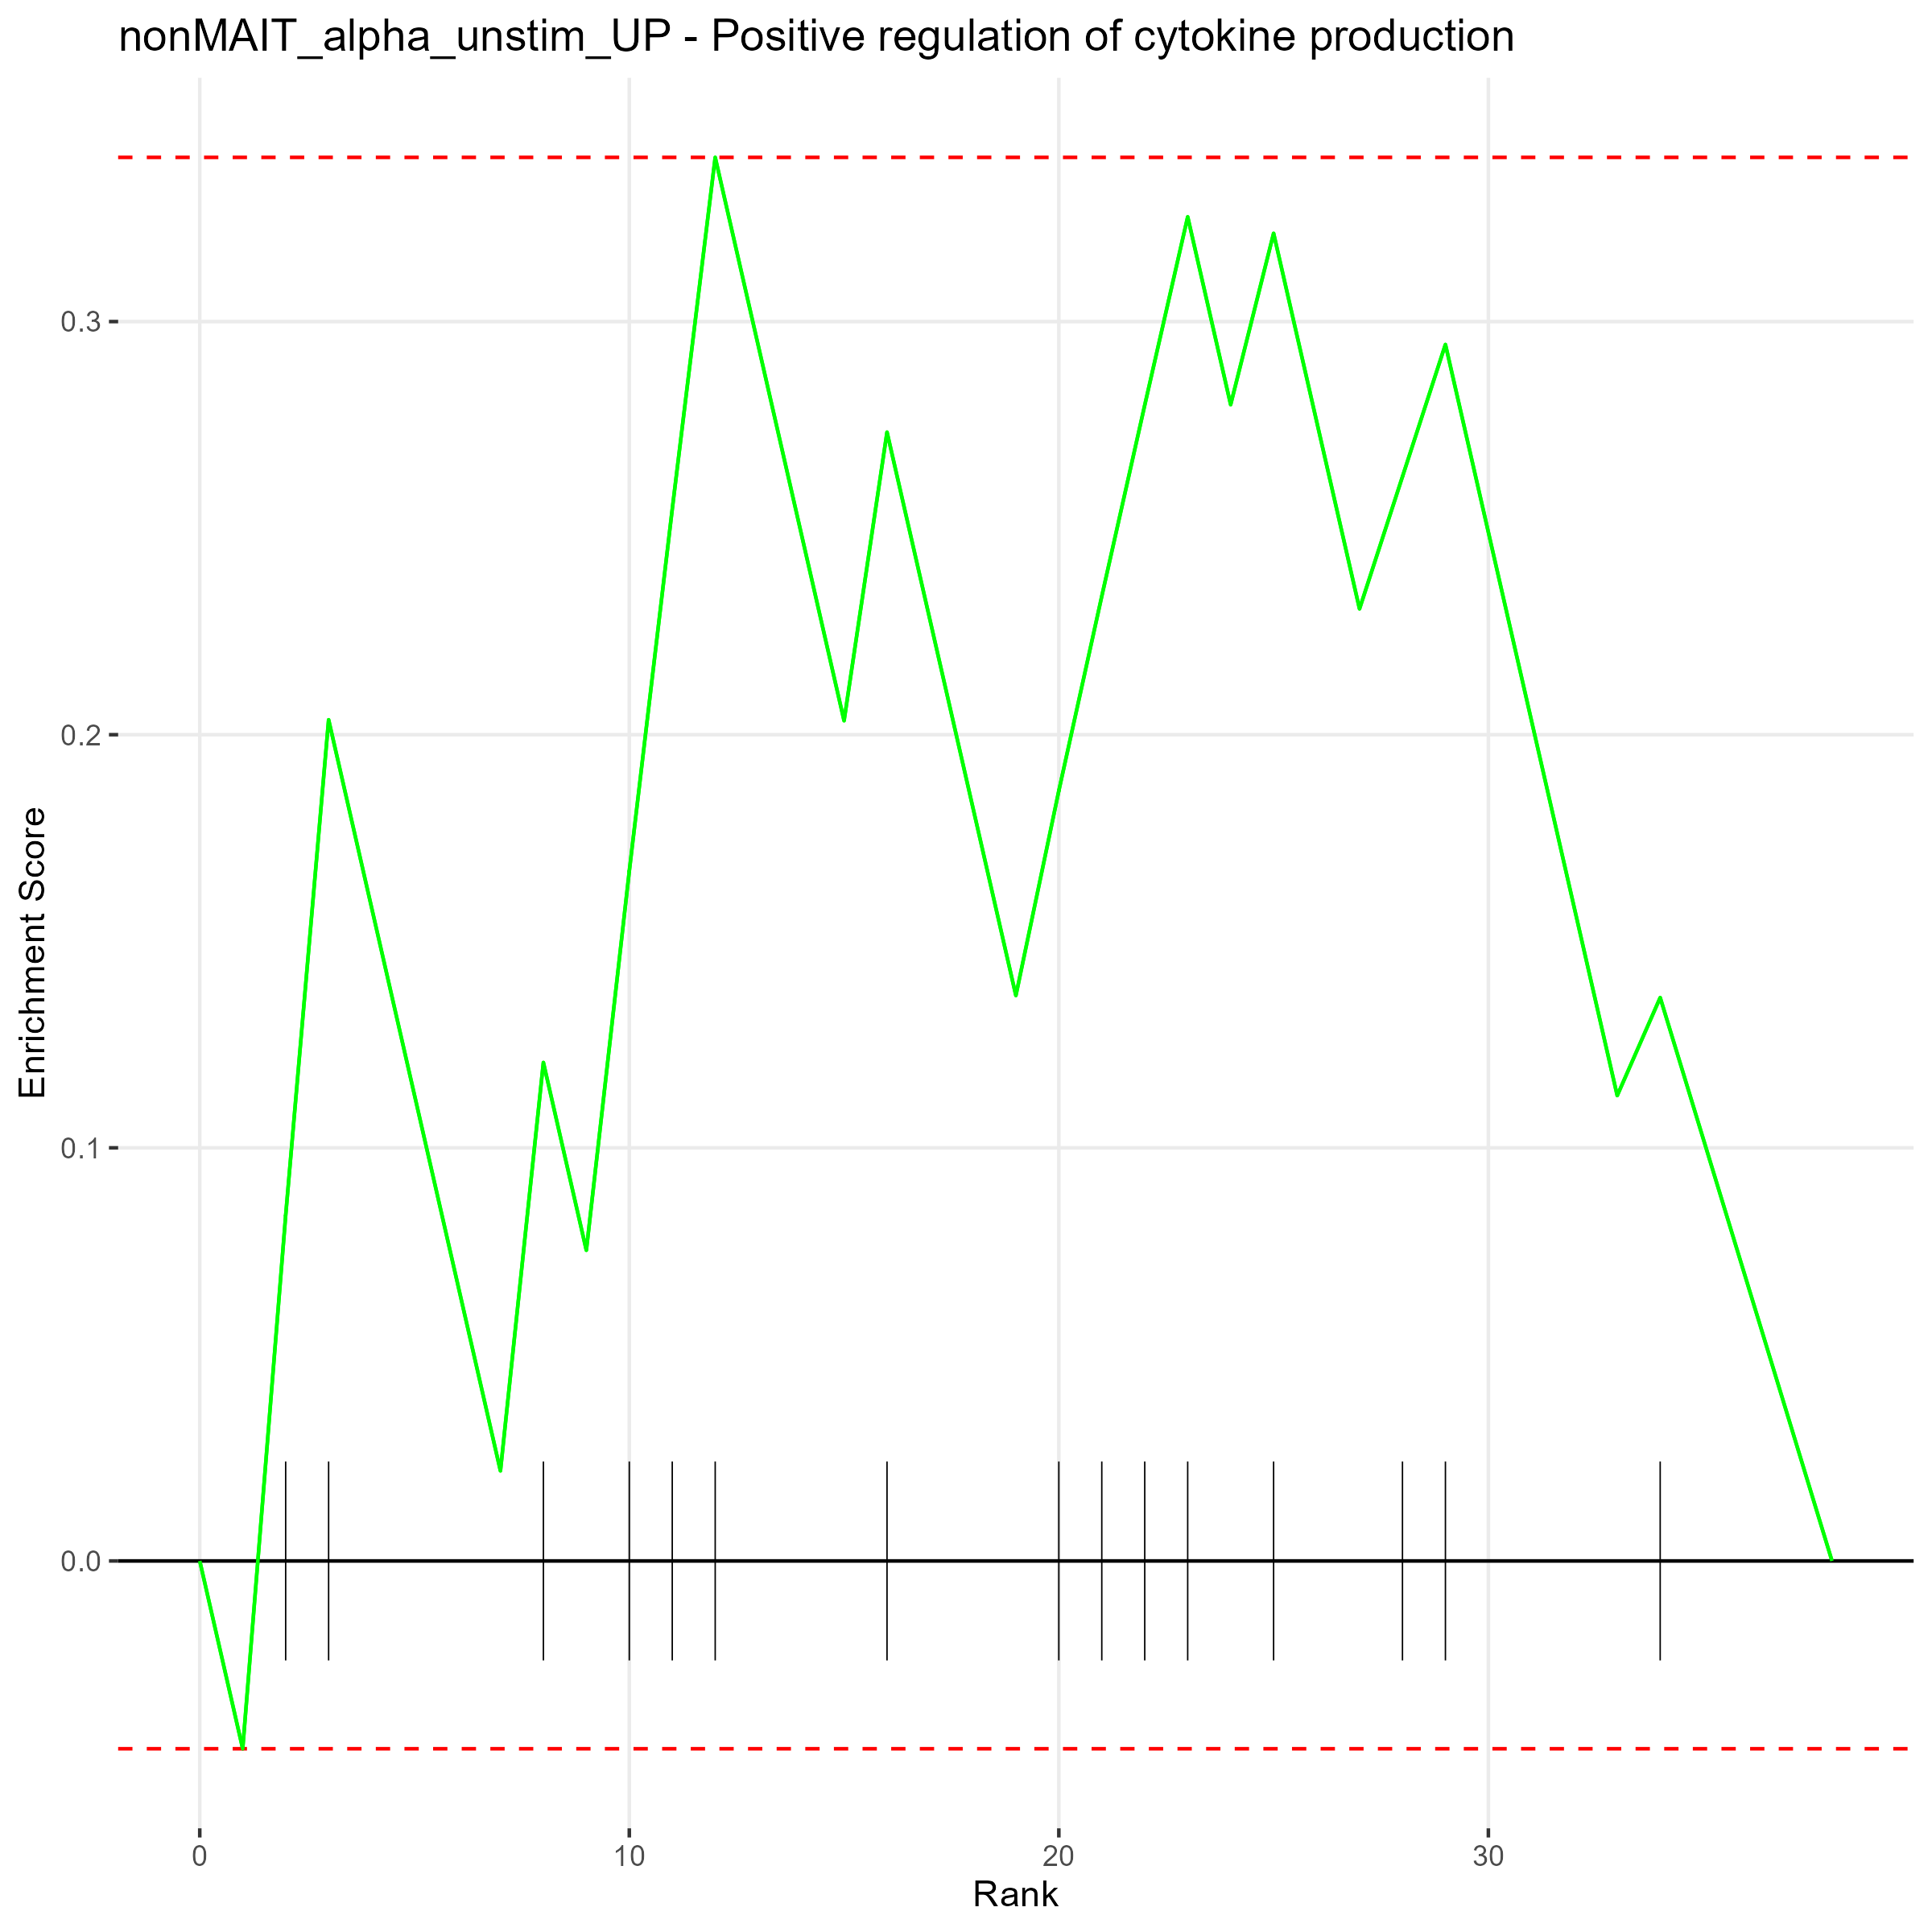 nonMAIT_alpha_unstim_UP - Positive regulation of cytokine production
0.3
0.2
0.1
0.0
Enrichment Score
0 10 20 30
Rank